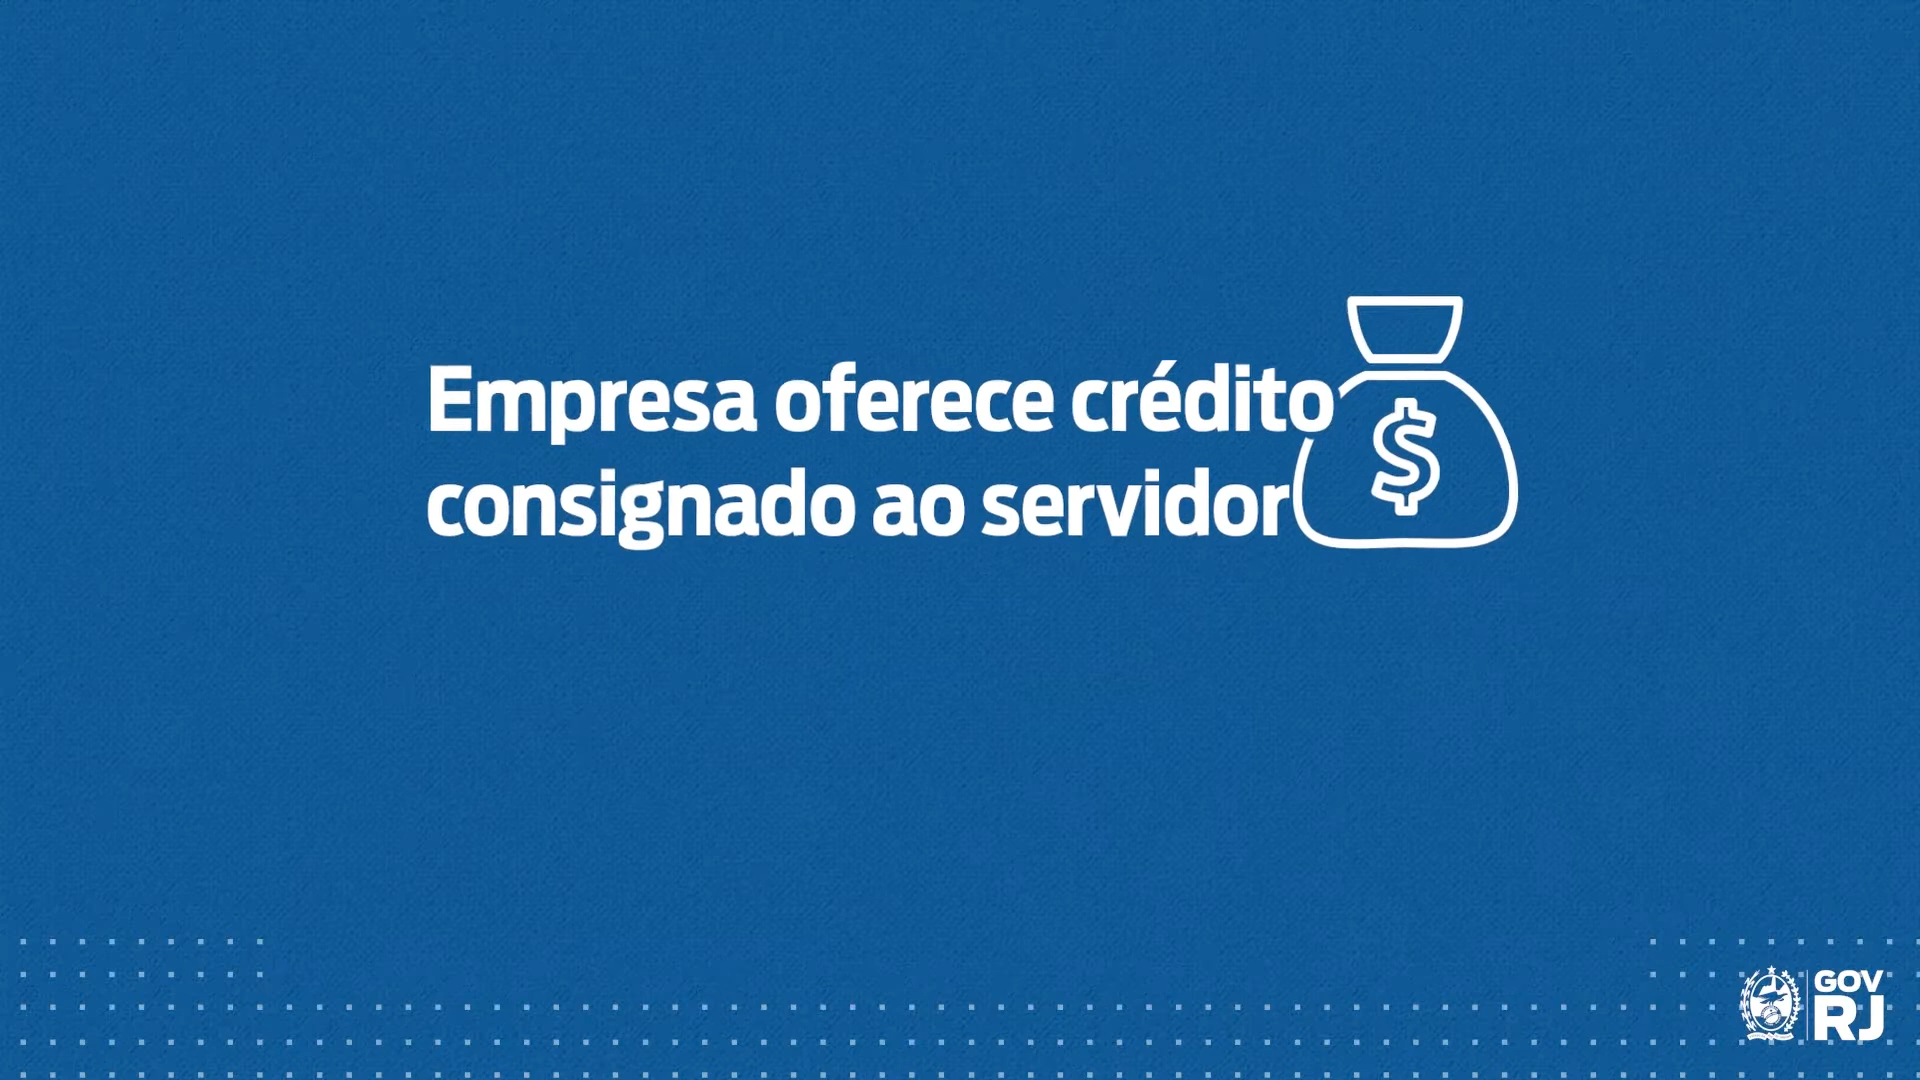 Empresa oferece crédito
consignado ao servidor
$
GOV
RJ